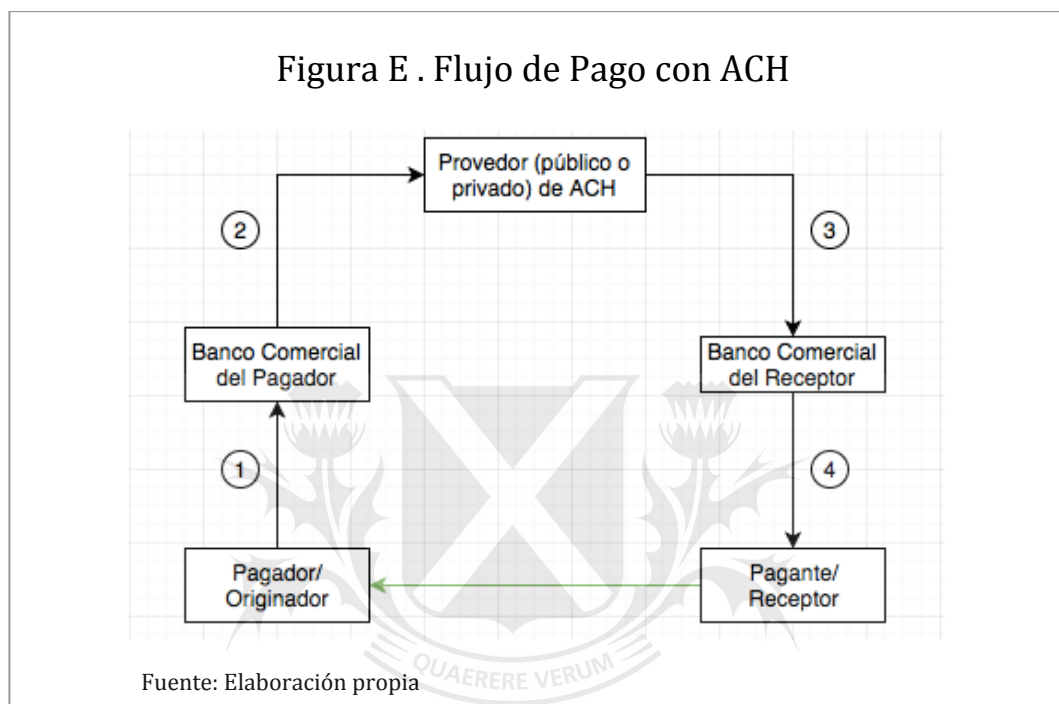 Figura E . Flujo de Pago con ACH
Provedor (público o
privado) de ACH
2
3
Banco Comercial
del Pagador
Banco Comercial
del Receptor
1
4
Pagador/
Originador
Pagante/
Receptor
QUAERERE VERUM
Fuente: Elaboración propia